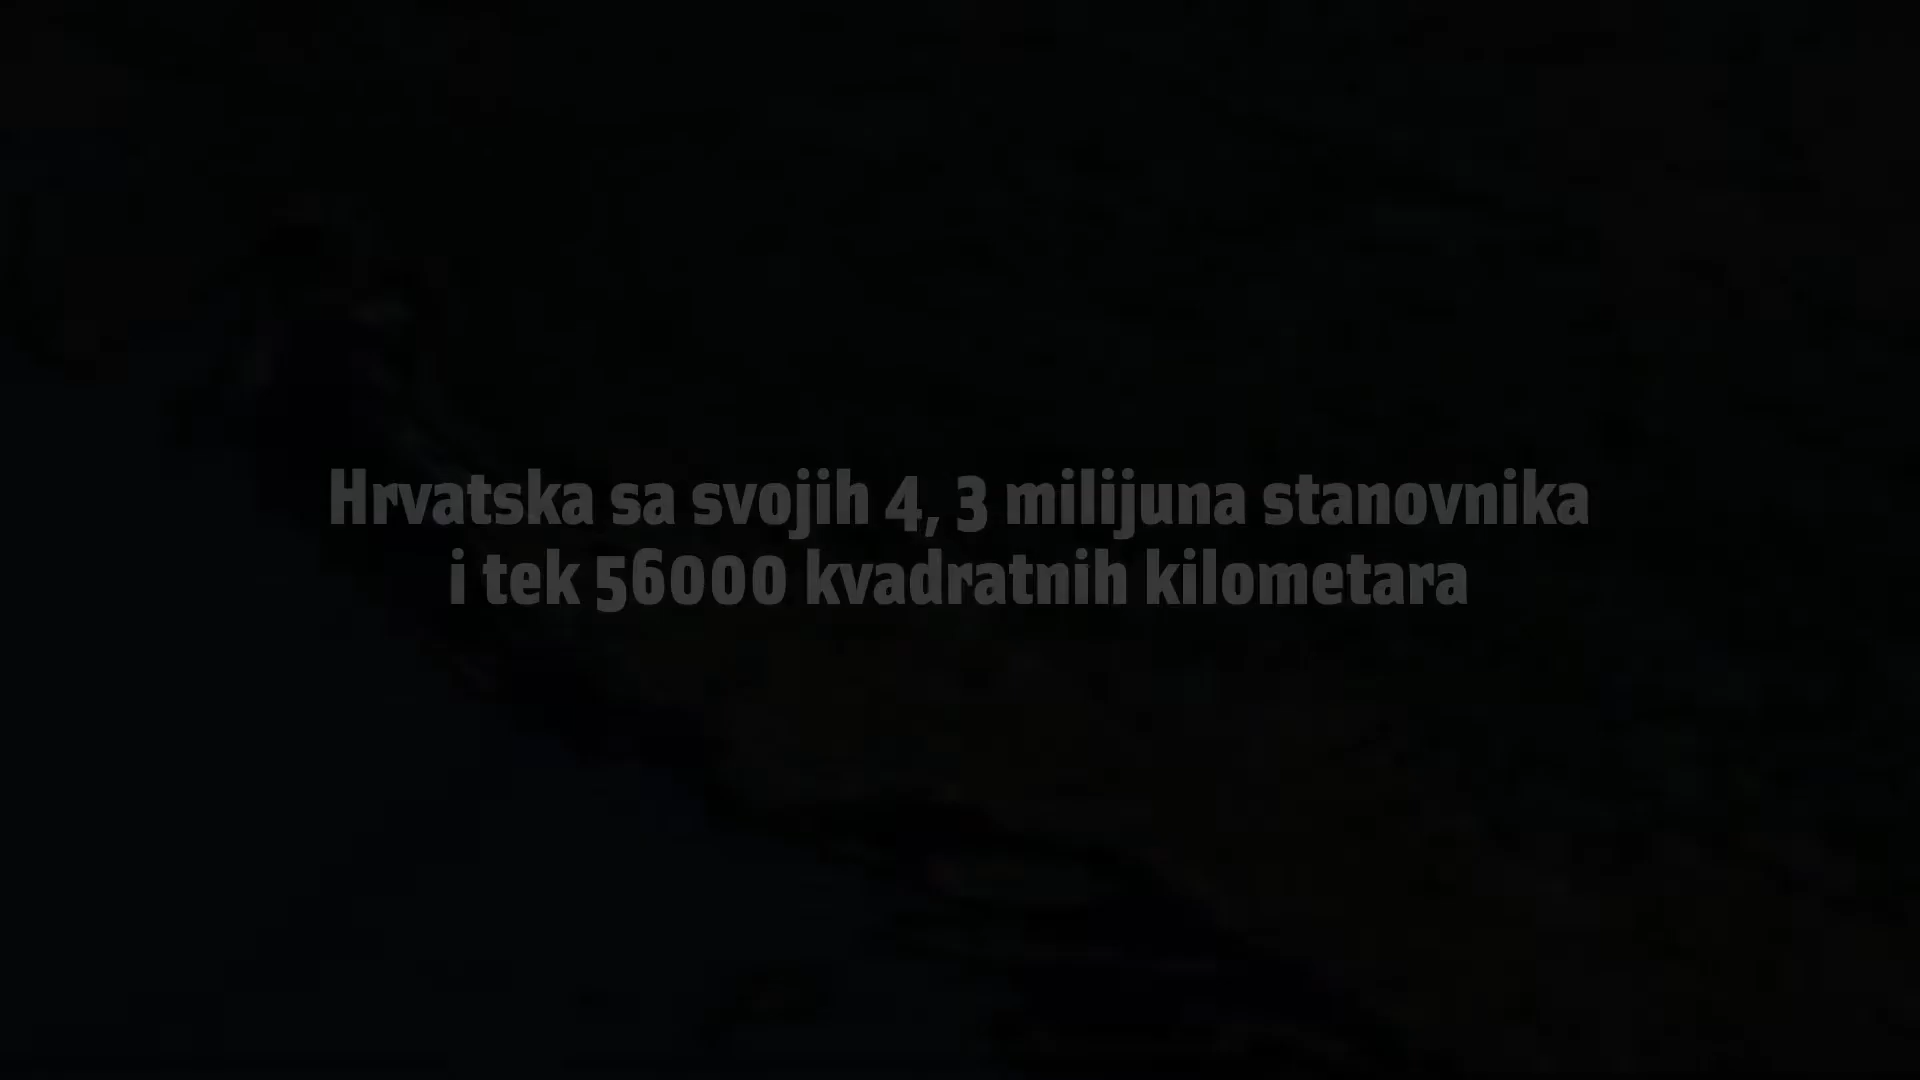 Hrvatska sa svojih 4, 3 milijuna stanovnika
i tek 56000 kvadratnih kilometara